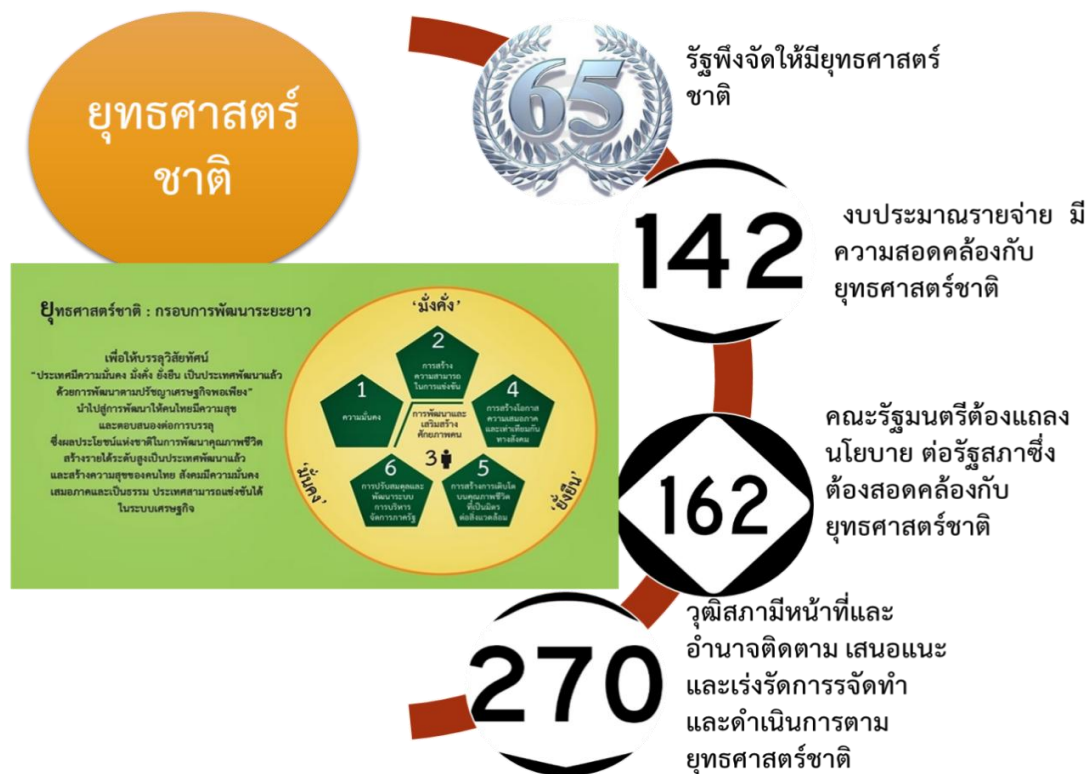 ยุทธศาสตร์
ชาติ
65
รัฐพึงจัดให้มียุทธศาสตร์
ชาติ
142
งบประมาณรายจ่าย มี
ความสอดคล้องกับ
ยุทธศาสตร์ชาติ
162
คณะรัฐมนตรีต้องแถลง
นโยบาย ต่อรัฐสภาซึ่ง
ต้องสอดคล้องกับ
ยุทธศาสตร์ชาติ
270
วุฒิสภามีหน้าที่และ
อำนาจติดตาม เสนอแนะ
และเร่งรัดการรจัดทำ
และดำเนินการตาม
ยุทธศาสตร์ชาติ
ยุทธศาสตร์ชาติ : กรอบการพัฒนาระยะยาว
เพื่อให้บรรลุวิสัยทัศน์
"ประเทศมีความมั่นคง มั่งคั่ง ยั่งยืน เป็นประเทศพัฒนาแล้ว
ด้วยการพัฒนาตามปรัชญาเศรษฐกิจพอเพียง"
นำไปสู่การพัฒนาให้คนไทยมีความสุข
และตอบสนองต่อการบรรลุ
ซึ่งผลประโยชน์แห่งชาติในการพัฒนาคุณภาพชีวิต
สร้างรายได้ระดับสูงเป็นประเทศพัฒนาแล้ว
และสร้างความสุขของคนไทย สังคมมีความมั่นคง
เสมอภาคและเป็นธรรม ประเทศสามารถแข่งขันได้
ในระบบเศรษฐกิจ
'มั่งคั่ง'
'มั่นคง'
'ยั่งยืน'
1
ความมั่นคง
2
การสร้าง
ความสามารถ
ในการแข่งขัน
การพัฒนาและ
เสริมสร้าง
ศักยภาพคน
3
4
การสร้างโอกาส
ความเสมอภาค
และเท่าเทียมกัน
ทางสังคม
5
การสร้างการเติบโต
บนคุณภาพชีวิต
ที่เป็นมิตร
ต่อสิ่งแวดล้อม
6
การปรับสมดุลและ
พัฒนาระบบ
การบริหาร
จัดการภาครัฐ